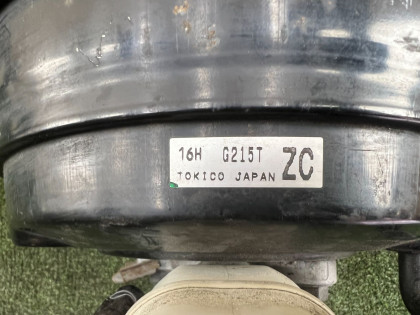 16H G215T ZC
TOKICO JAPAN